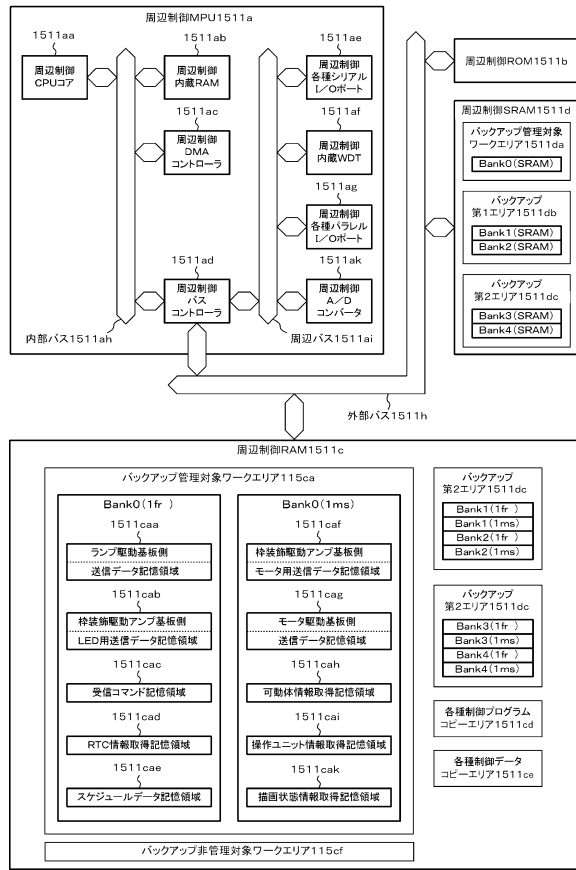 周辺制御MPU1511a
1511aa
周辺制御
CPUコア
1511ab
周辺制御
内蔵RAM
1511ac
周辺制御
DMA
コントローラ
1511ad
周辺制御
バス
コントローラ
1511ae
周辺制御
各種シリアル
I/Oポート
1511af
周辺制御
内蔵WDT
1511ag
周辺制御
各種パラレル
I/Oポート
1511ak
周辺制御
A/D
コンバータ
内部バス1511ah
周辺バス1511ai
周辺制御ROM1511b
周辺制御SRAM1511d
バックアップ管理対象
ワークエリア1511da
Bank0(SRAM)
バックアップ
第1エリア1511db
Bank1(SRAM)
Bank2(SRAM)
バックアップ
第2エリア1511dc
Bank3(SRAM)
Bank4(SRAM)
外部バス1511h
周辺制御RAM1511c
バックアップ管理対象ワークエリア115ca
Bank0(1fr )
1511caa
ランプ駆動基板側
送信データ記憶領域
1511cab
枠装飾駆動アンプ基板側
LED用送信データ記憶領域
1511cac
受信コマンド記憶領域
1511cad
RTC情報取得記憶領域
1511cae
スケジュールデータ記憶領域
Bank0(1ms)
1511caf
枠装飾駆動アンプ基板側
モータ用送信データ記憶領域
1511cag
モータ駆動基板側
送信データ記憶領域
1511cah
可動体情報取得記憶領域
1511cai
操作ユニット情報取得記憶領域
1511cak
描画状態情報取得記憶領域
バックアップ
第2エリア1511dc
Bank1(1fr )
Bank1(1ms)
Bank2(1fr )
Bank2(1ms)
バックアップ
第2エリア1511dc
Bank3(1fr )
Bank3(1ms)
Bank4(1fr )
Bank4(1ms)
各種制御プログラム
コピーエリア1511cd
各種制御データ
コピーエリア1511ce
バックアップ非管理対象ワークエリア115cf